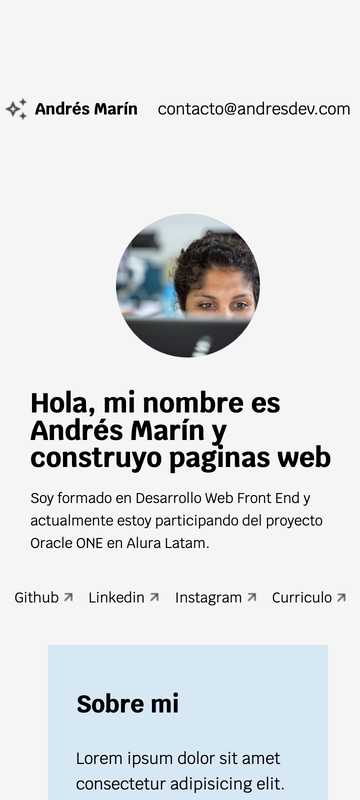 Andrés Marín contacto@andresdev.com
Hola, mi nombre es
Andrés Marín y
construyo paginas web
Soy formado en Desarrollo Web Front End y
actualmente estoy participando del proyecto
Oracle ONE en Alura Latam.
Github Linkedin Instagram Curriculo
Sobre mi
Lorem ipsum dolor sit amet
consectetur adipisicing elit.